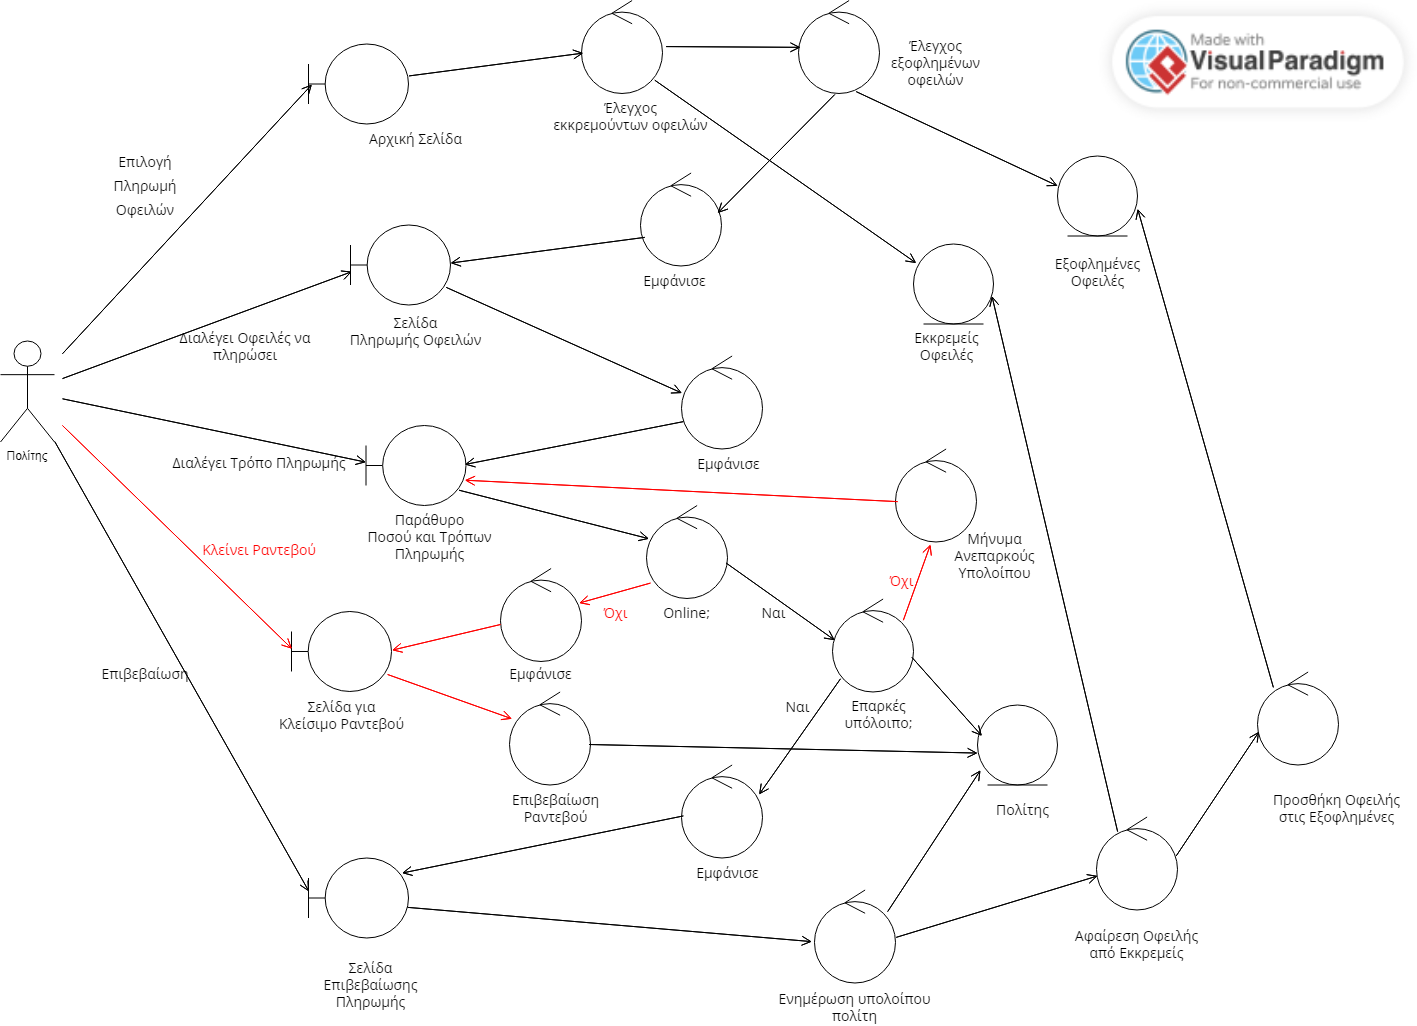 Made with
Visual Paradigm
For non-commercial use
Έλεγχος
εξοφλημένων
οφειλών
Έλεγχος
εκκρεμούντων οφειλών
Αρχική Σελίδα
Επιλογή
Πληρωμή
Οφειλών
Εμφάνισε
Εξοφλημένες
Οφειλές
Σελίδα
Πληρωμής Οφειλών
Διαλέγει Οφειλές να
πληρώσει
Εκκρεμείς
Οφειλές
Πολίτης
Διαλέγει Τρόπο Πληρωμής
Εμφάνισε
Παράθυρο
Ποσού και Τρόπων
Πληρωμής
Μήνυμα
Ανεπαρκούς
Υπολοίπου
Κλείνει Ραντεβού
Όχι
Όχι
Online;
Ναι
Επιβεβαίωση
Εμφάνισε
Σελίδα για
Κλείσιμο Ραντεβού
Ναι
Επαρκές
υπόλοιπο;
Επιβεβαίωση
Ραντεβού
Πολίτης
Προσθήκη Οφειλής
στις Εξοφλημένες
Εμφάνισε
Αφαίρεση Οφειλής
από Εκκρεμείς
Σελίδα
Επιβεβαίωσης
Πληρωμής
Ενημέρωση υπολοίπου
πολίτη